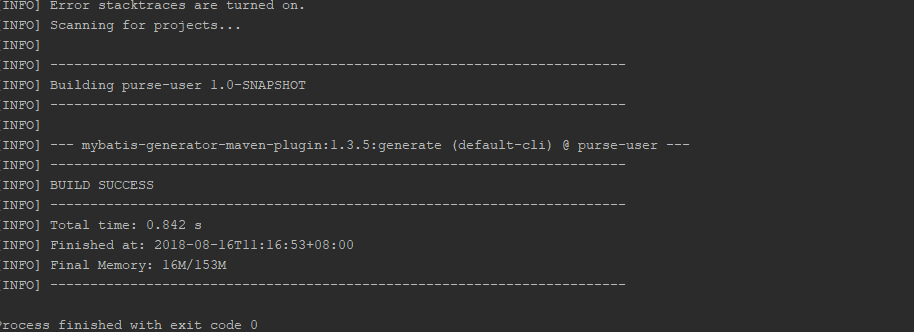 [INFO] Error stacktraces are turned on.
[INFO] Scanning for projects...
[INFO]
[INFO] ------------------------------------------------------------------------
[INFO] Building purse-user 1.0-SNAPSHOT
[INFO] ------------------------------------------------------------------------
[INFO]
[INFO] --- mybatis-generator-maven-plugin:1.3.5:generate (default-cli) @ purse-user ---
[INFO] ------------------------------------------------------------------------
[INFO] BUILD SUCCESS
[INFO] ------------------------------------------------------------------------
[INFO] Total time: 0.842 s
[INFO] Finished at: 2018-08-16T11:16:53+08:00
[INFO] Final Memory: 16M/153M
[INFO] ------------------------------------------------------------------------
Process finished with exit code 0